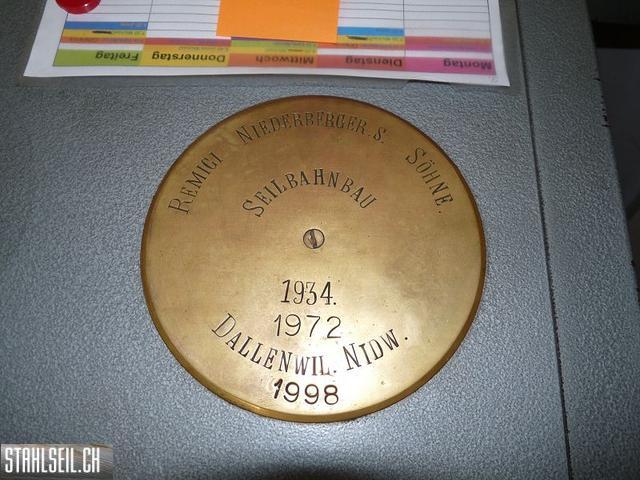 Freitag Donnerstag Mittwoch Dienstag Montag
REMIGI NIEDERBERGER.S. SÖHNE.
SEILBAHNBAU
1934.
1972
DALLENWIL. NIDW.
1998
STAHLSEIL.CH